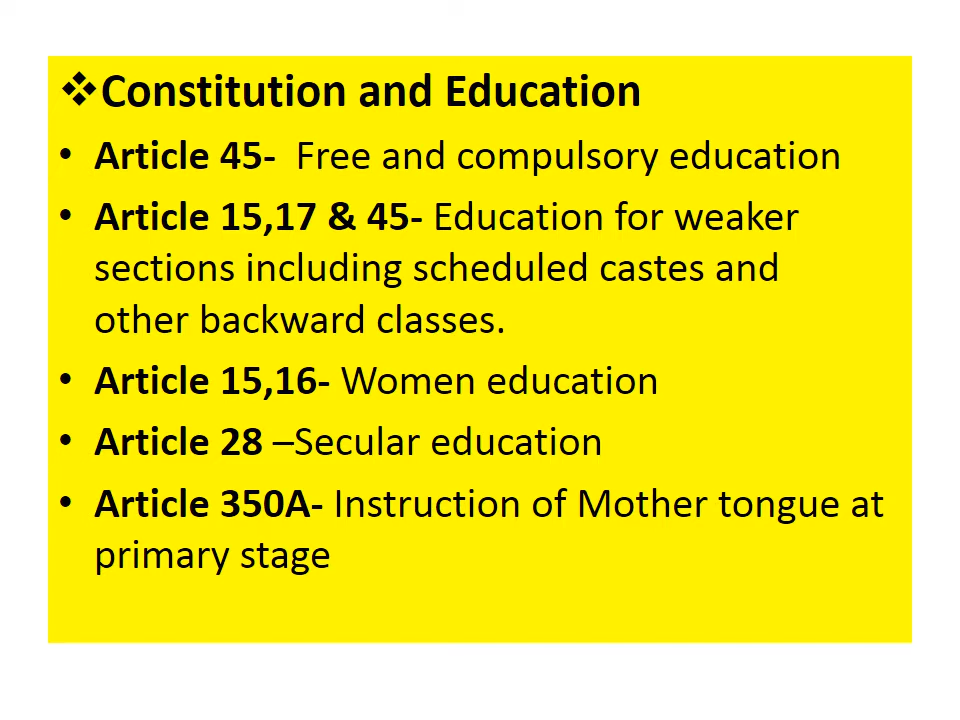 ❖Constitution and Education
• Article 45-  Free and compulsory education
• Article 15,17 & 45- Education for weaker
sections including scheduled castes and
other backward classes.
• Article 15,16- Women education
• Article 28 –Secular education
• Article 350A- Instruction of Mother tongue at
primary stage